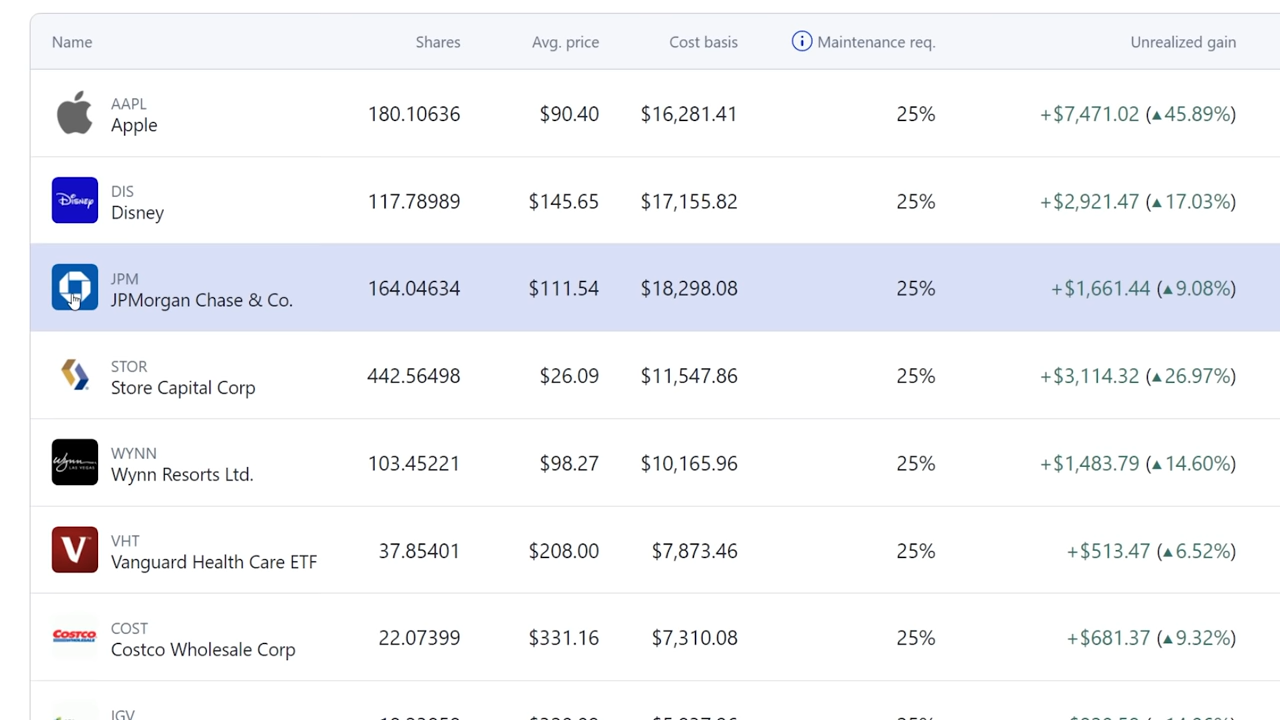 Name Shares Avg. price Cost basis Maintenance req. Unrealized gain
AAPL
Apple 180.10636 $90.40 $16,281.41 25% +$7,471.02 (▲45.89%)
Disney
DIS
Disney 117.78989 $145.65 $17,155.82 25% +$2,921.47 (▲17.03%)
JPM
JPMorgan Chase & Co. 164.04634 $111.54 $18,298.08 25% +$1,661.44 (▲9.08%)
STOR
Store Capital Corp 442.56498 $26.09 $11,547.86 25% +$3,114.32 (▲26.97%)
Wynn
LAS VEGAS
WYNN
Wynn Resorts Ltd. 103.45221 $98.27 $10,165.96 25% +$1,483.79 (▲14.60%)
V
VHT
Vanguard Health Care ETF 37.85401 $208.00 $7,873.46 25% +$513.47 (▲6.52%)
COSTCO
WHOLESALE
COST
Costco Wholesale Corp 22.07399 $331.16 $7,310.08 25% +$681.37 (▲9.32%)
IGV